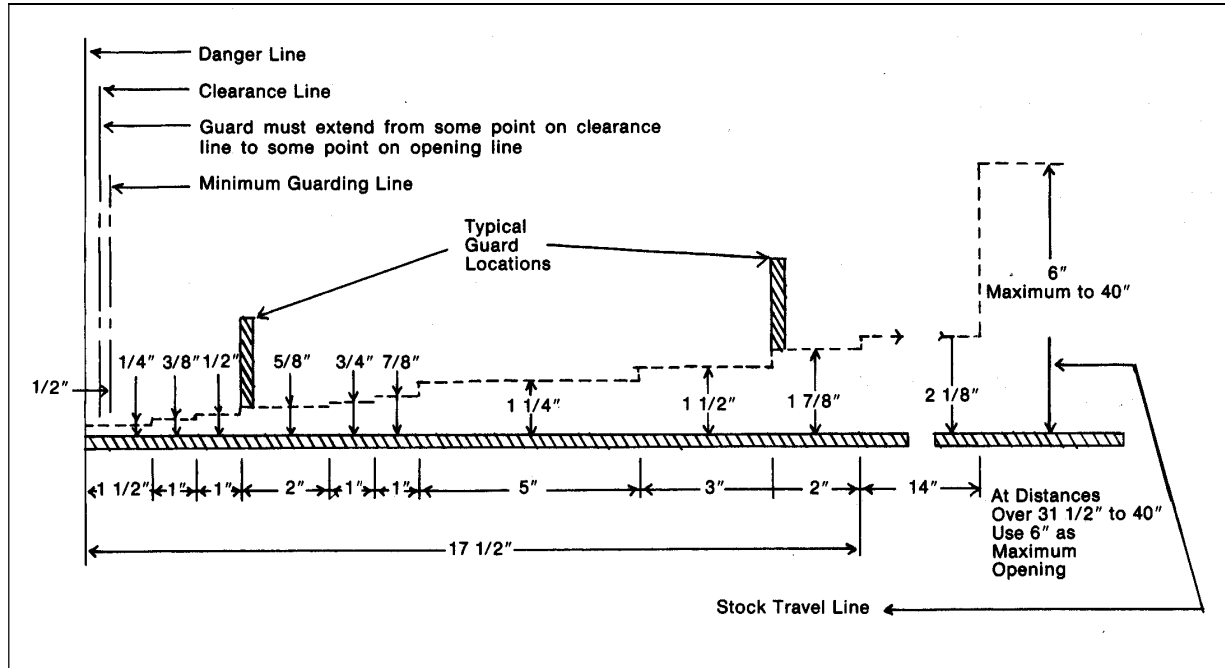 Danger Line
Clearance Line
Guard must extend from some point on clearance
line to some point on opening line
Minimum Guarding Line
Typical
Guard
Locations
6"
Maximum to 40"
1/4" 3/8" 1/2" 5/8" 3/4" 7/8"
1/2"
1 1/4" 1 1/2" 1 7/8" 2 1/8"
1 1/2" 1" 1" 2" 1" 1" 5" 3" 2" 14"
At Distances
Over 31 1/2" to 40"
Use 6" as
Maximum
Opening
17 1/2"
Stock Travel Line